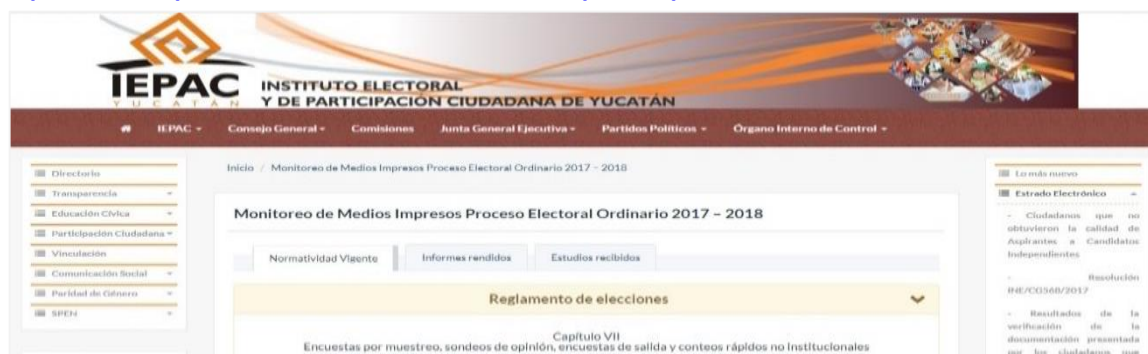 IEPAC
YUCATÁN
INSTITUTO ELECTORAL
Y DE PARTICIPACIÓN CIUDADANA DE YUCATÁN
IEPAC Consejo General Comisiones Junta General Ejecutiva Partidos Políticos Órgano Interno de Control
Directorio
Transparencia
Educación Cívica
Participación Ciudadana
Vinculación
Comunicación Social
Paridad de Género
SPEN
Inicio / Monitoreo de Medios Impresos Proceso Electoral Ordinario 2017 - 2018
Monitoreo de Medios Impresos Proceso Electoral Ordinario 2017 – 2018
Normatividad Vigente Informes rendidos Estudios recibidos
Reglamento de elecciones
Capítulo VII
Encuestas por muestreo, sondeos de opinión, encuestas de salida y conteos rápidos no institucionales
Lo más nuevo
Estrado Electrónico
- Ciudadanos que no
obtuvieron la calidad de
Aspirantes a Candidatos
Independientes
- Resolución
INE/CG568/2017
- Resultados de la
verificación de la
documentación presentada
por los ciudadanos que